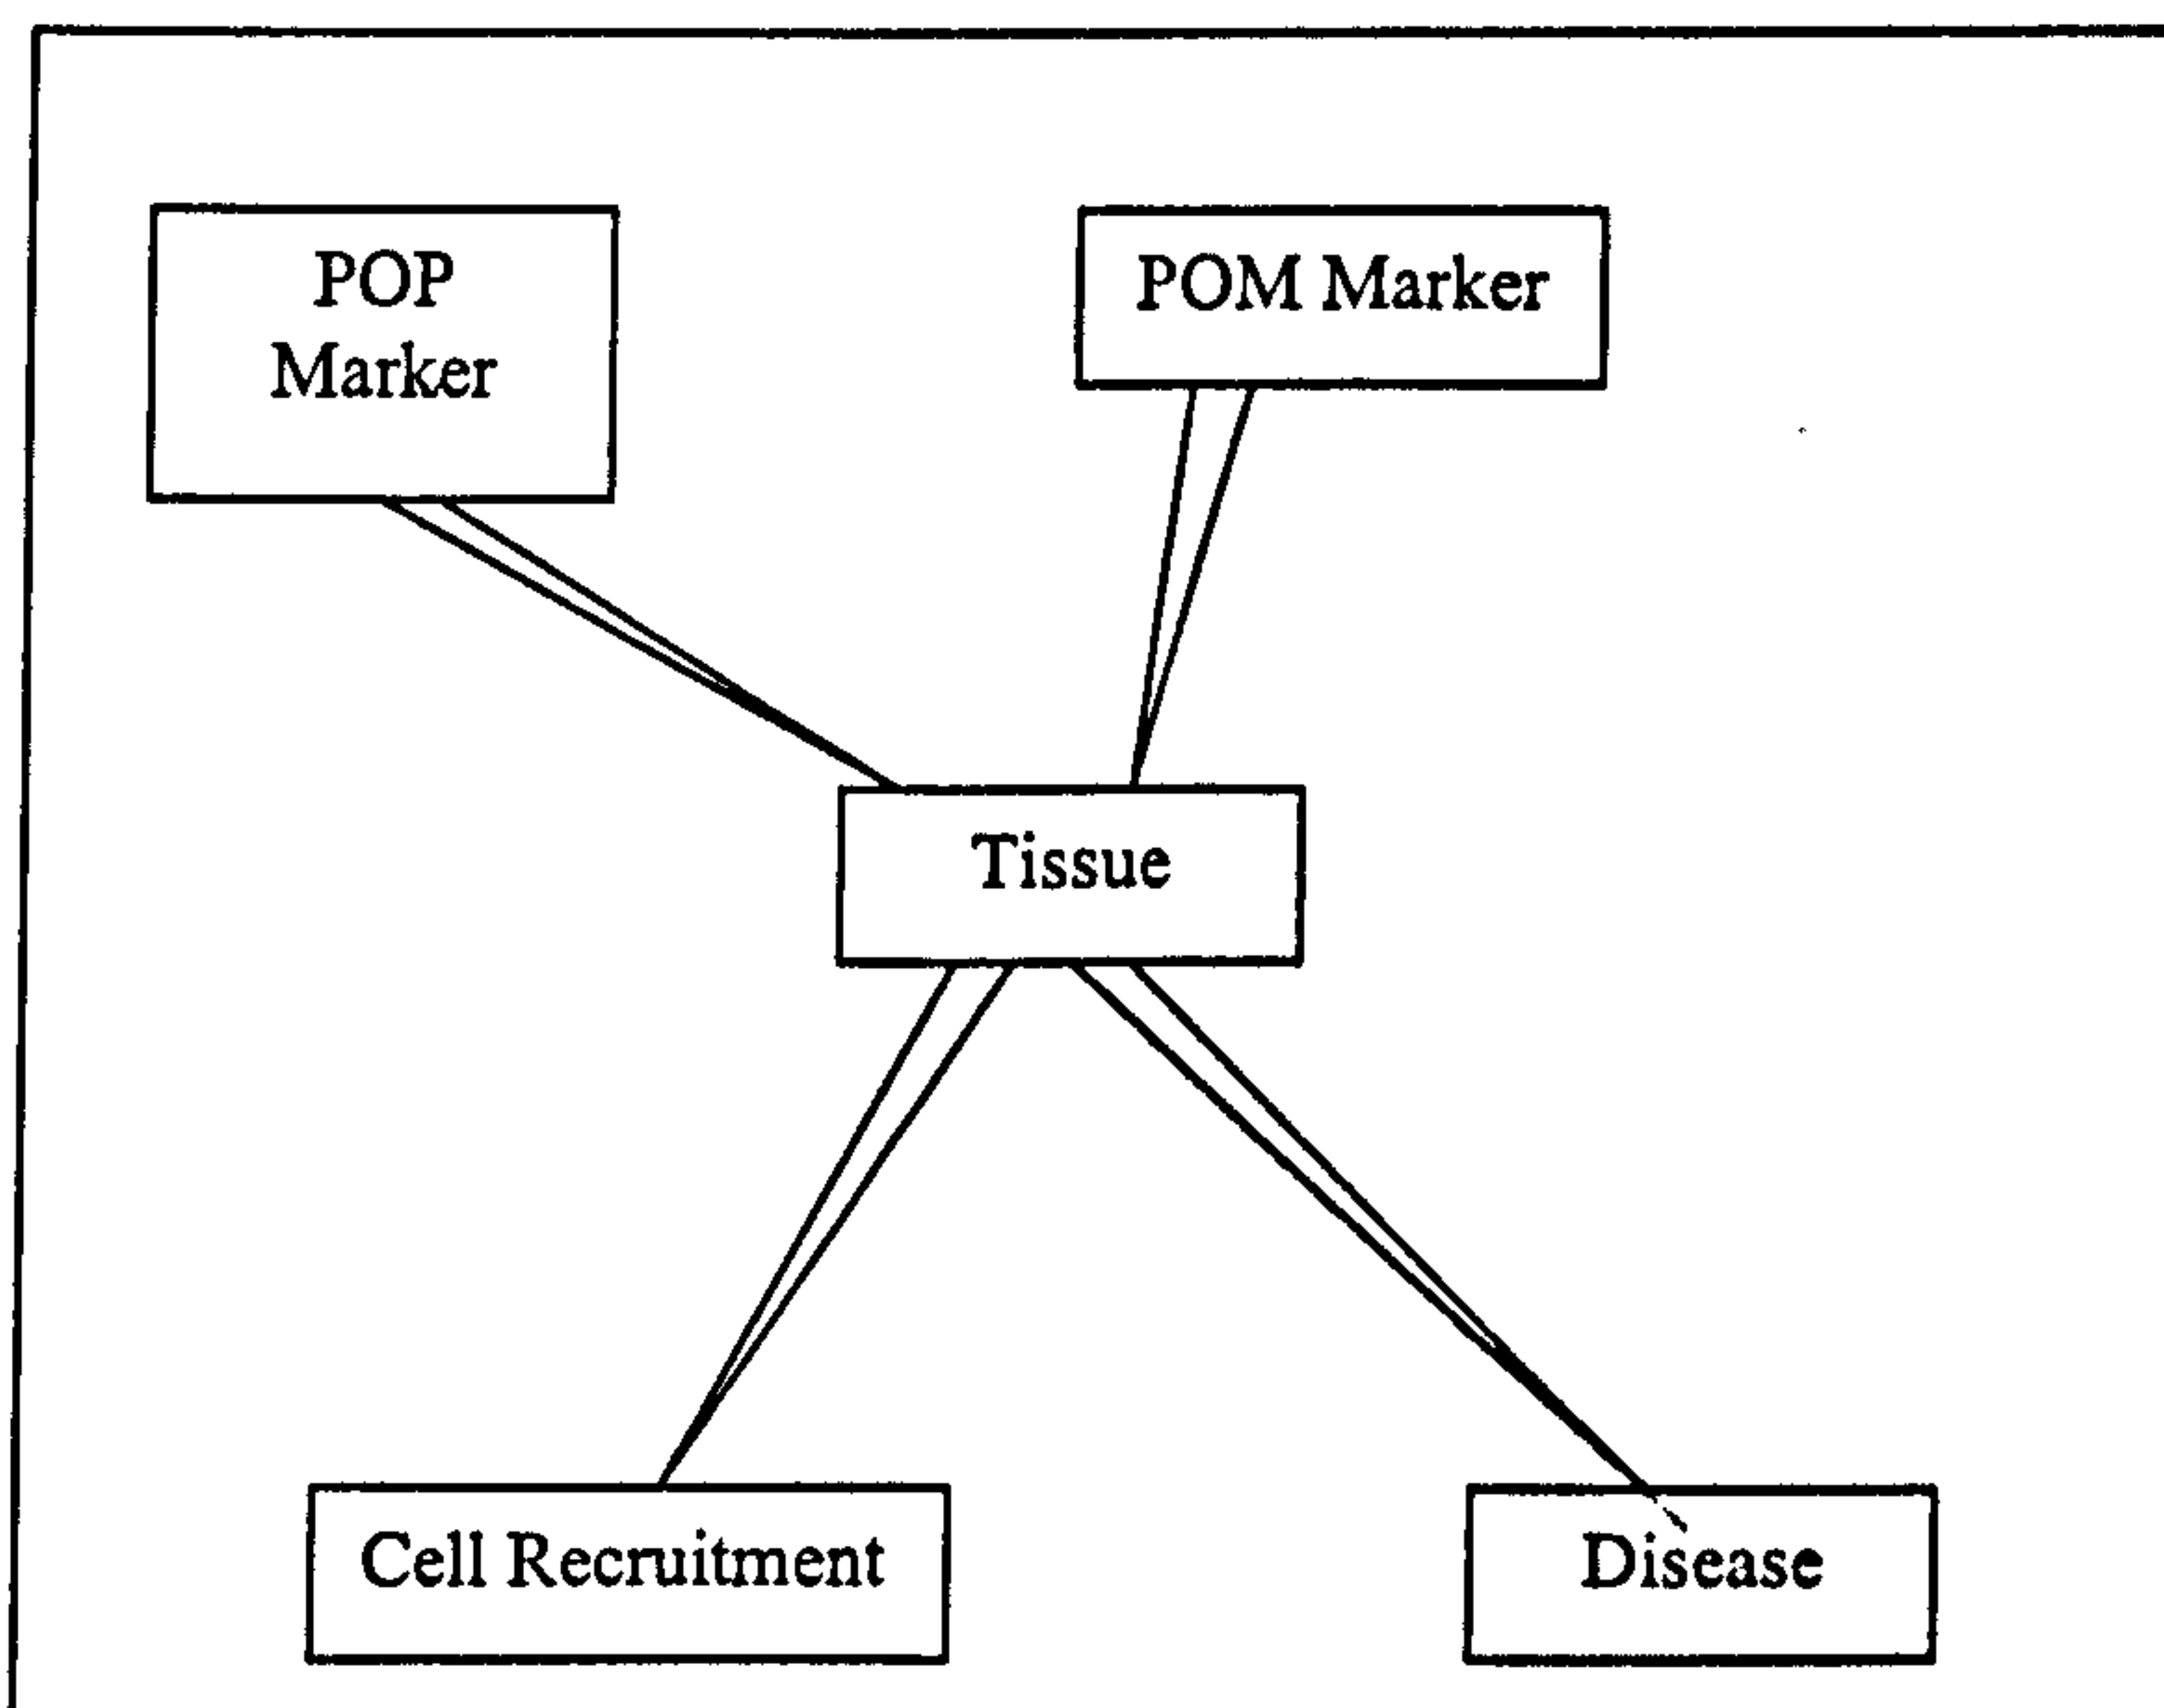 POP
Marker
POM Marker
Tissue
Cell Recruitment
Disease